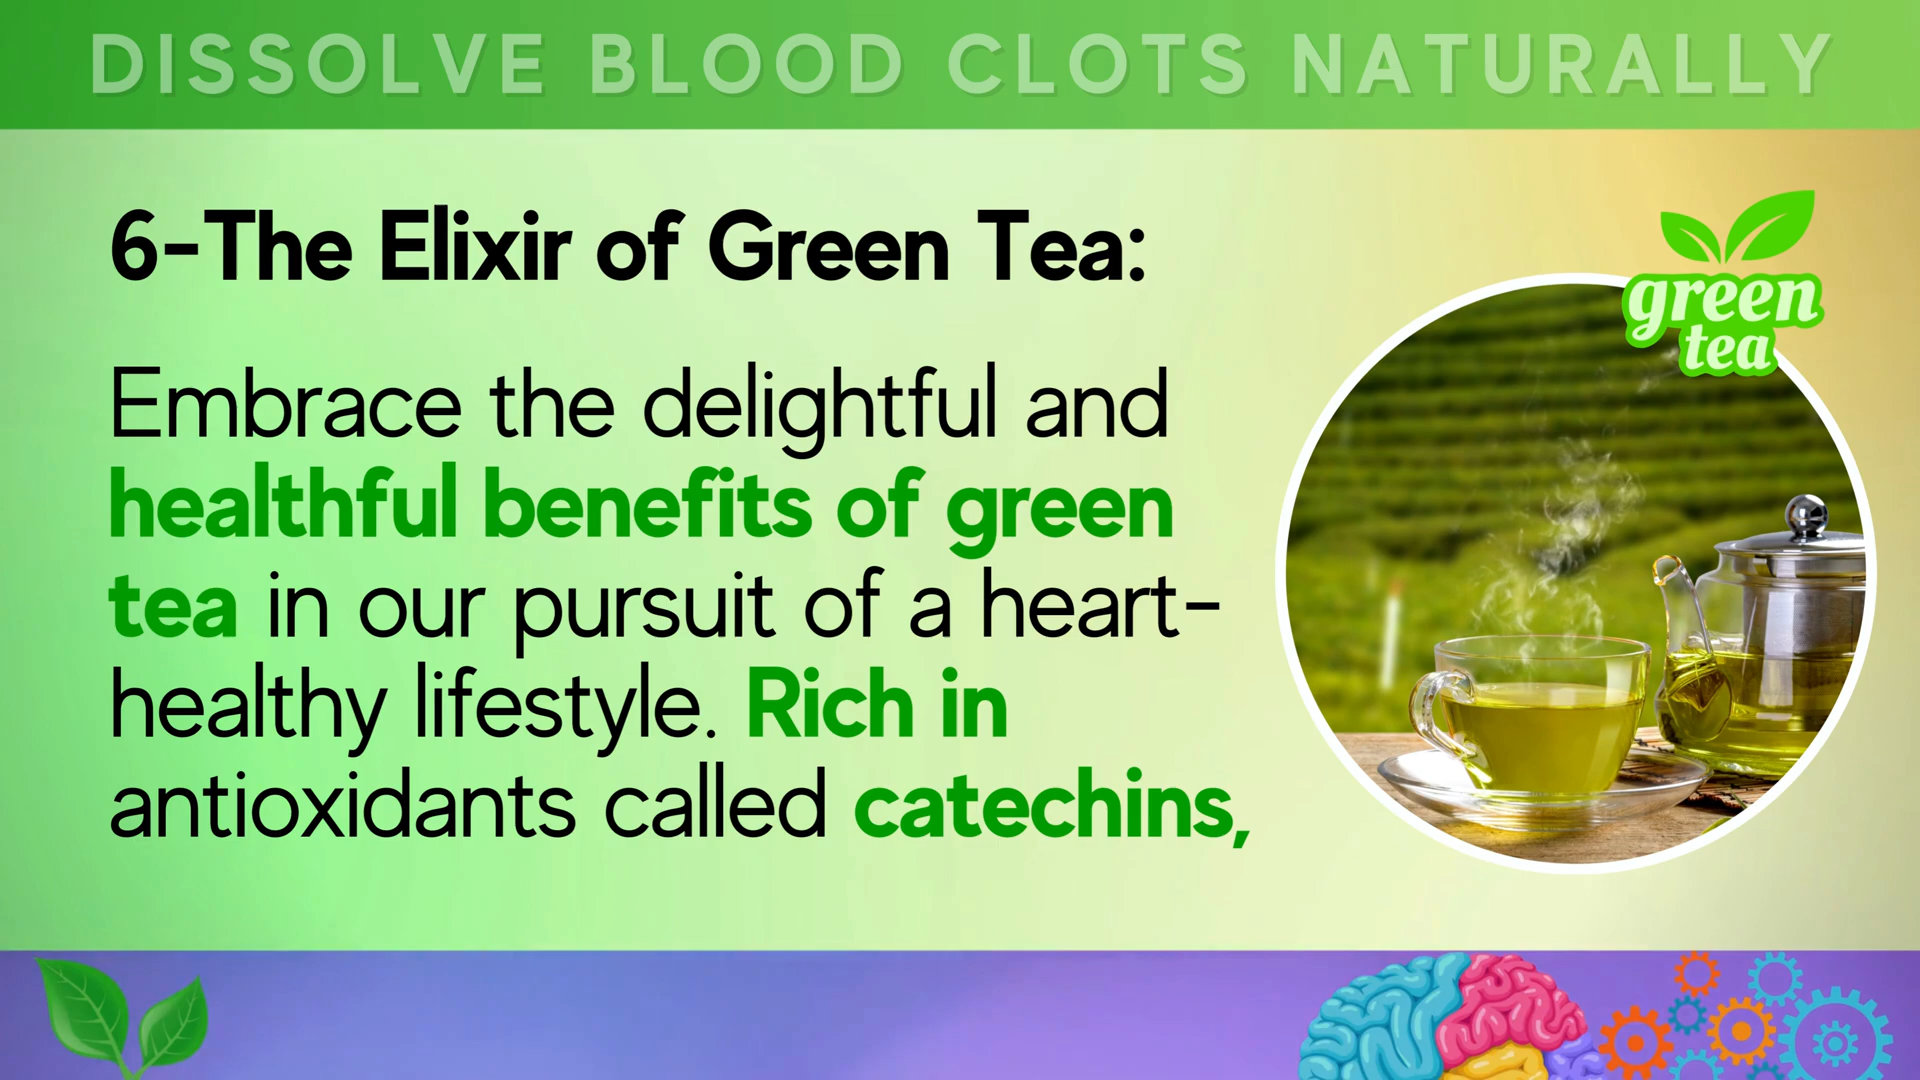 DISSOLVE BLOOD CLOTS NATURALLY
6-The Elixir of Green Tea:
green
tea
Embrace the delightful and
healthful benefits of green
tea in our pursuit of a heart-
healthy lifestyle. Rich in
antioxidants called catechins,